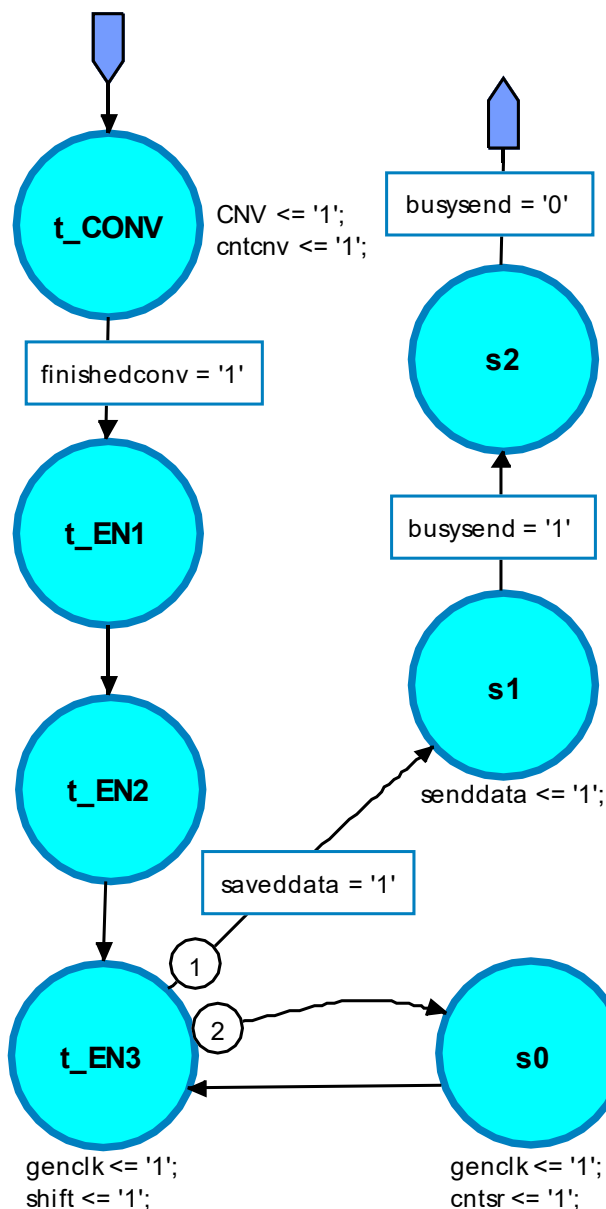 t_CONV
CNV <= '1';
cntcnv <= '1';
finishedconv = '1'
t_EN1
t_EN2
t_EN3
genclk <= '1';
shift <= '1';
1
saveddata = '1'
2
s0
genclk <= '1';
cntsr <= '1';
s1
senddata <= '1';
busysend = '1'
s2
busysend = '0'